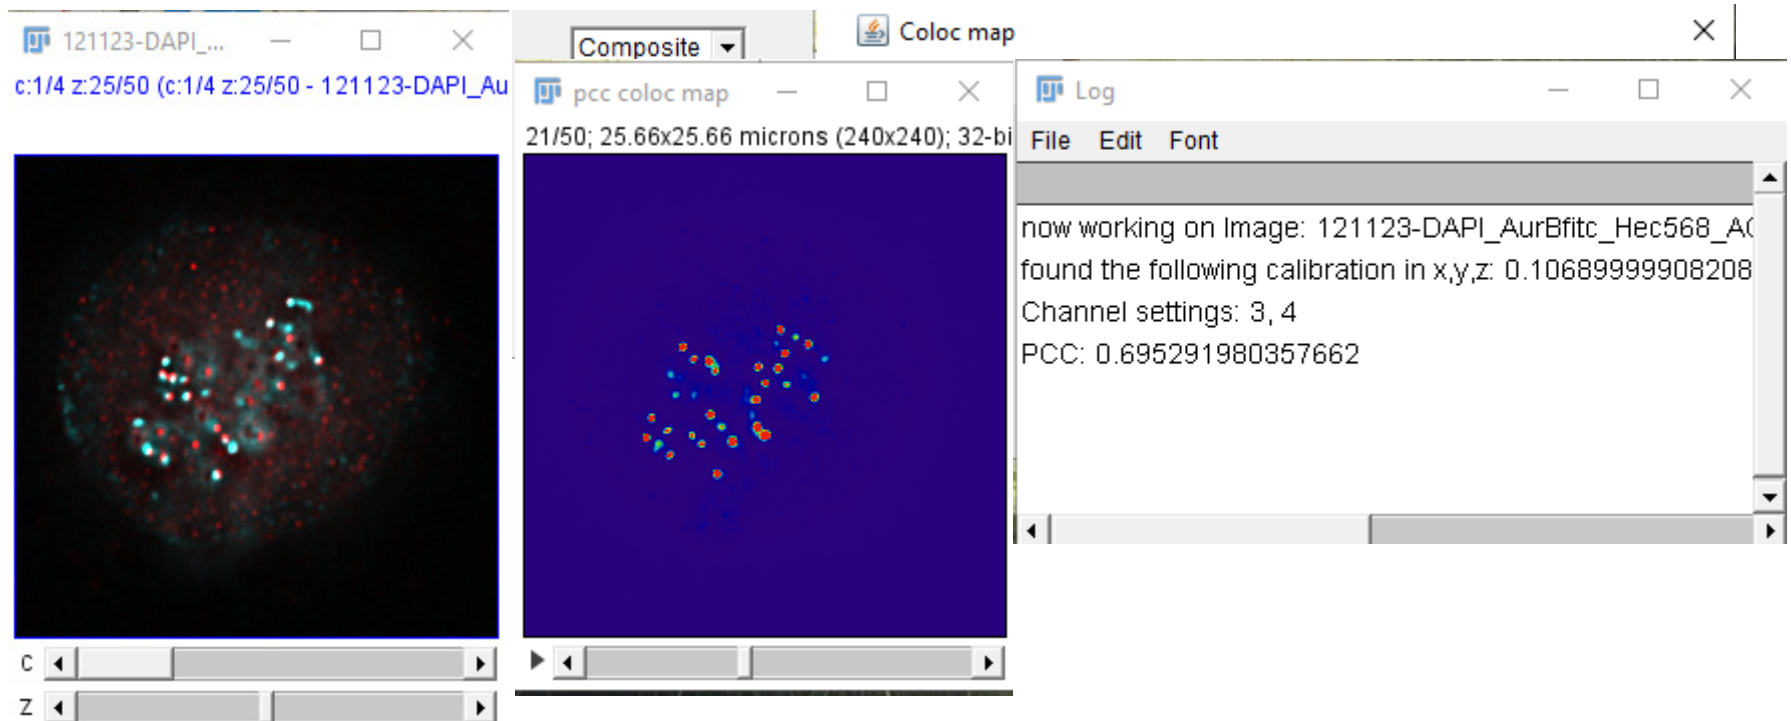 121123-DAPI_...
c:1/4 z:25/50 (c:1/4 z:25/50 - 121123-DAPI_Au
C
Z
Composite
pcc coloc map
21/50; 25.66x25.66 microns (240x240); 32-bi
Coloc map
Log
File Edit Font
now working on Image: 121123-DAPI_AurBfitc_Hec568_A
found the following calibration in x,y,z: 0.10689999908208
Channel settings: 3, 4
PCC: 0.695291980357662